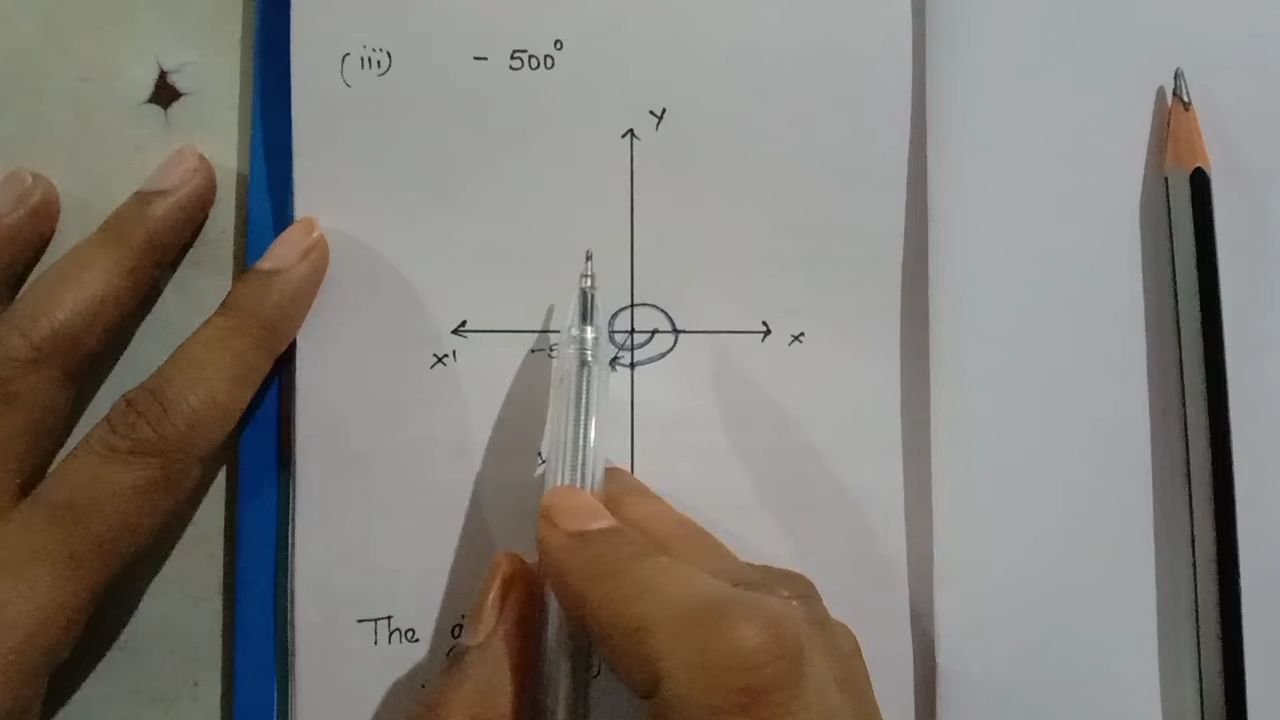 (iii) - 500°
Y
X' X
The